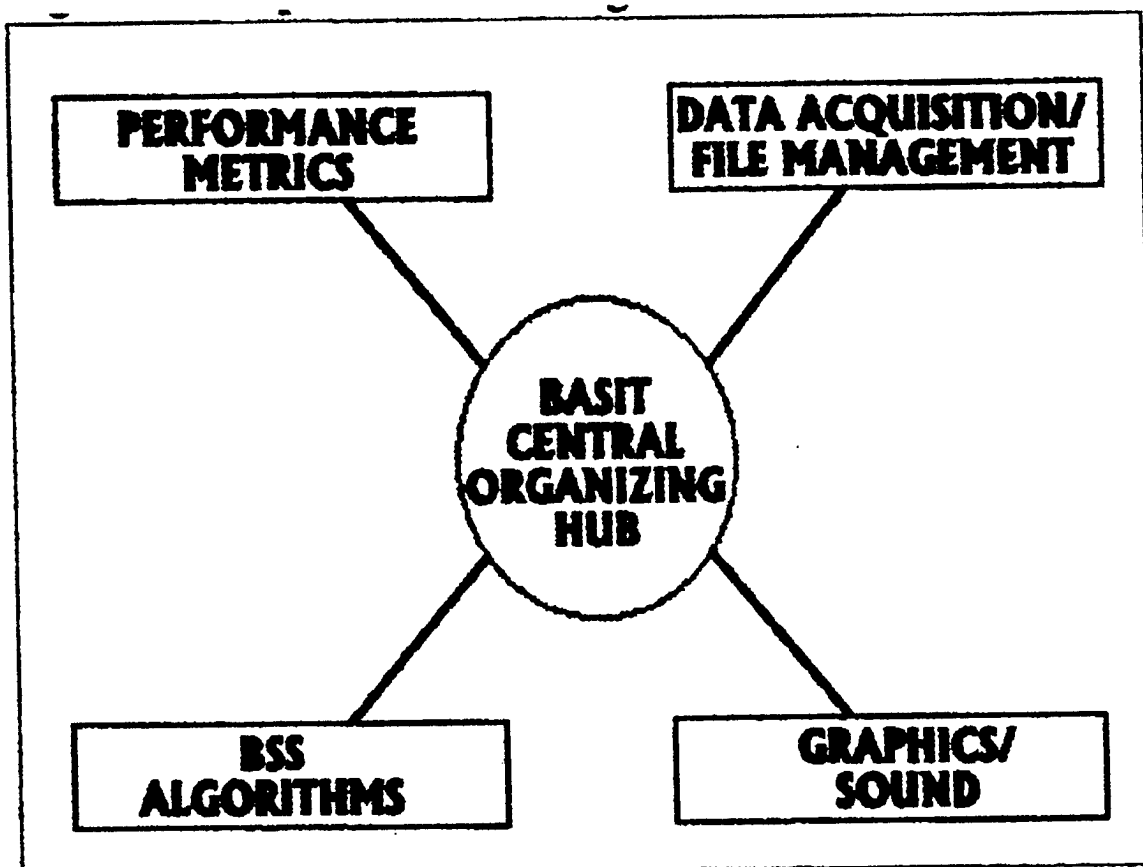 PERFORMANCE
METRICS
DATA ACQUISITION/
FILE MANAGEMENT
BASIT
CENTRAL
ORGANIZING
HUB
BSS
ALGORITHMS
GRAPHICS/
SOUND